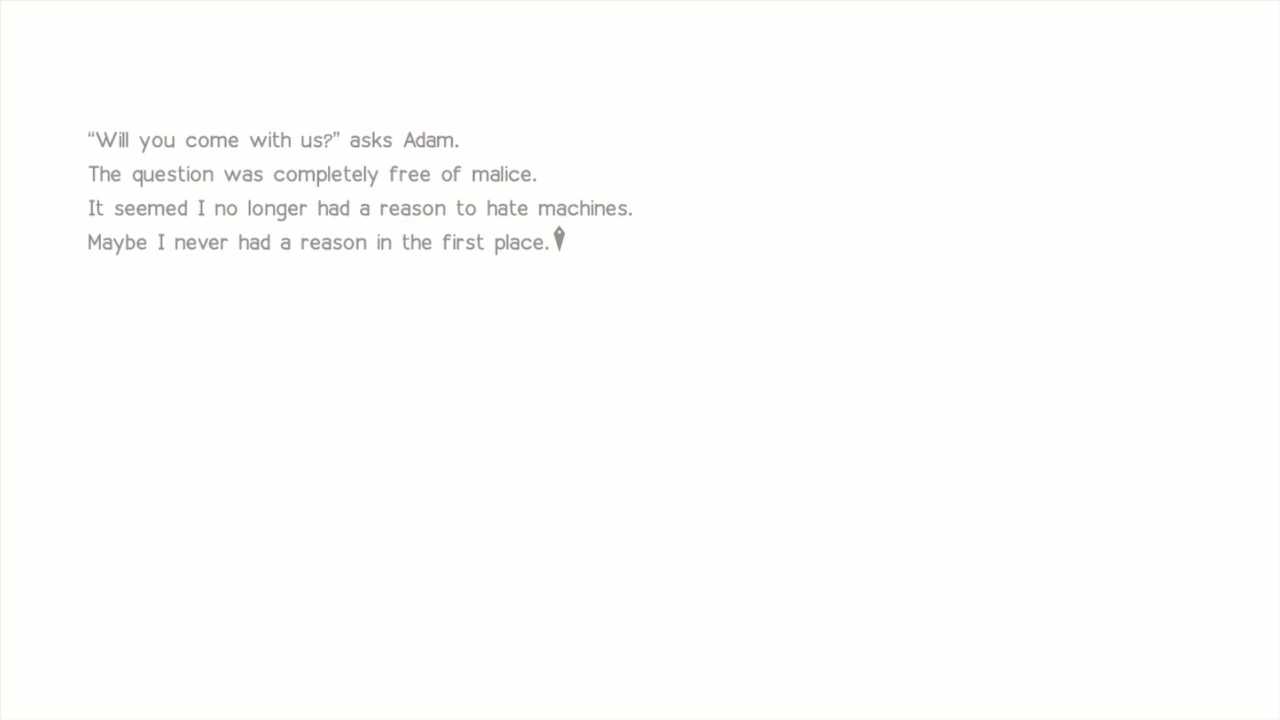 “Will you come with us?” asks Adam.
The question was completely free of malice.
It seemed I no longer had a reason to hate machines.
Maybe I never had a reason in the first place.